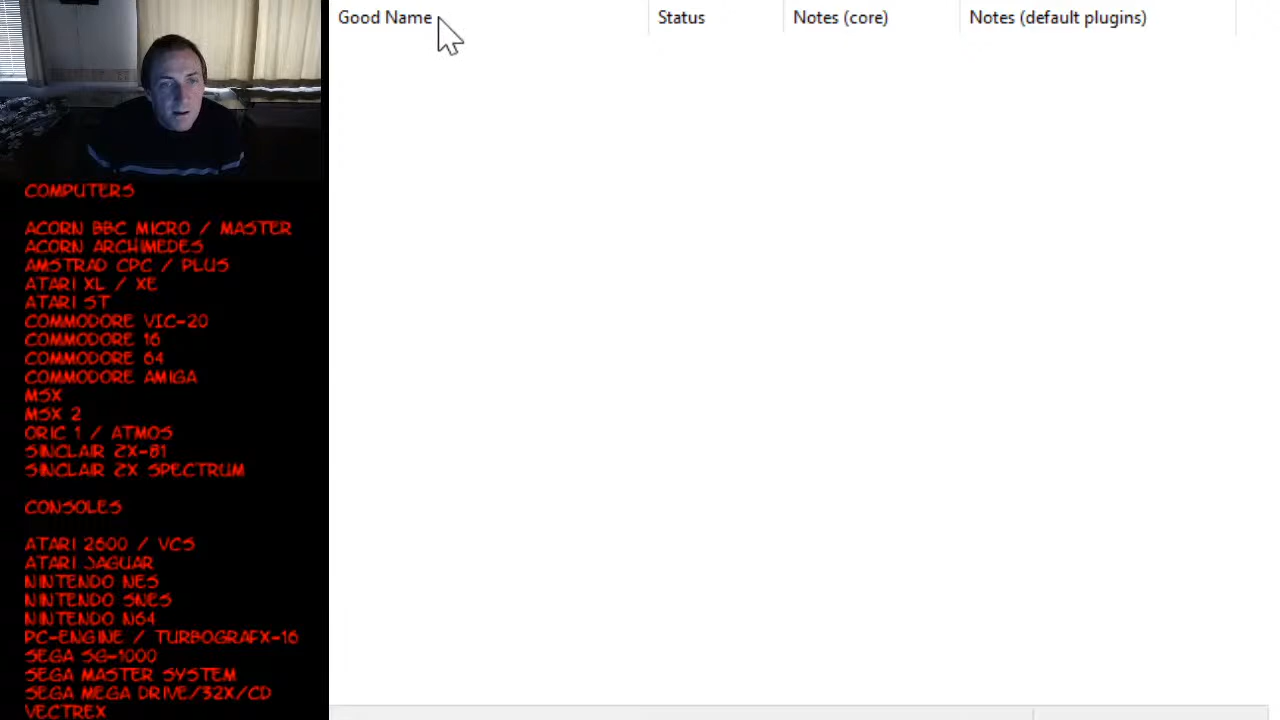 Good Name Status Notes (core) Notes (default plugins)
COMPUTERS
ACORN BBC MICRO / MASTER
ACORN ARCHIMEDES
AMSTRAD CPC / PLUS
ATARI XL / XE
ATARI ST
COMMODORE VIC-20
COMMODORE 16
COMMODORE 64
COMMODORE AMIGA
MSX
MSX 2
ORIC 1 / ATMOS
SINCLAIR ZX-81
SINCLAIR ZX SPECTRUM
CONSOLES
ATARI 2600 / VCS
ATARI JAGUAR
NINTENDO NES
NINTENDO SNES
NINTENDO N64
PC-ENGINE / TURBOGRAFX-16
SEGA SG-1000
SEGA MASTER SYSTEM
SEGA MEGA DRIVE/32X/CD
VECTREX